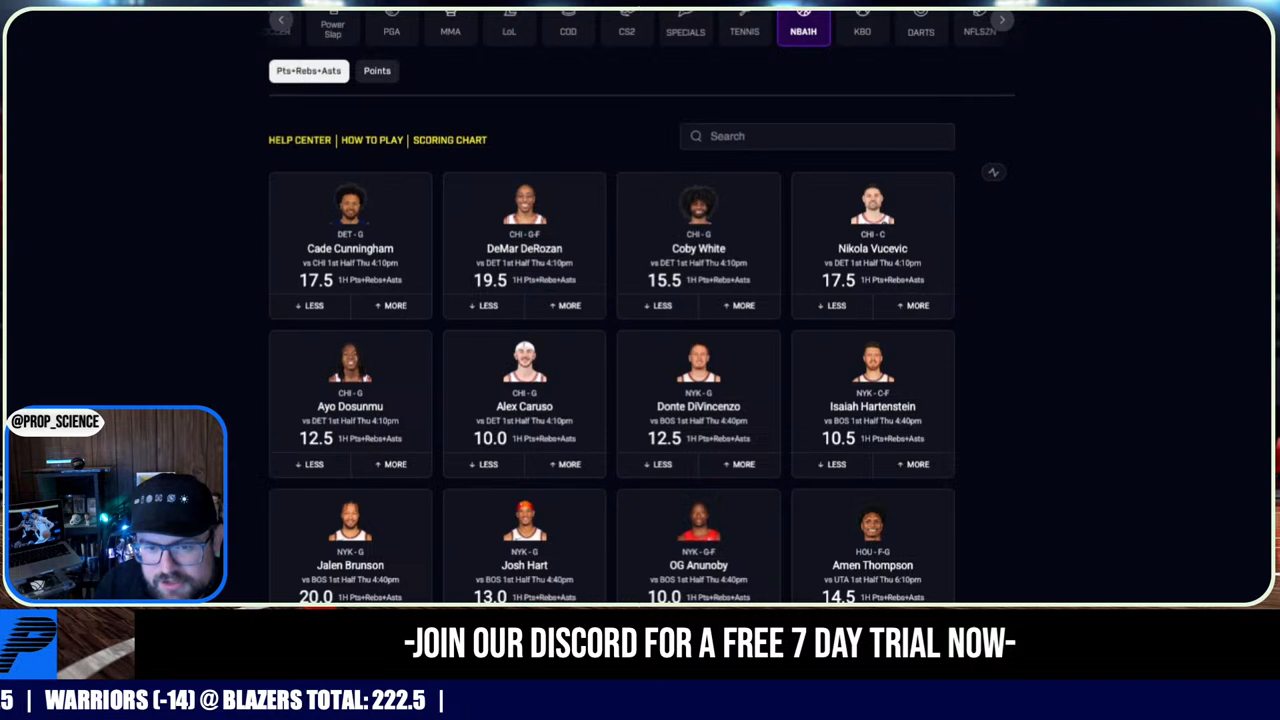 Power
Slap
PGA
MMA
LoL
COD
CS2
SPECIALS
TENNIS
NBA1H
KBO
DARTS
NFLSZN
Pts+Rebs+Asts
Points
HELP CENTER | HOW TO PLAY | SCORING CHART
Search
DET - G
Cade Cunningham
vs CHI 1st Half Thu 4:10pm
17.5 1H Pts+Rebs+Asts
↓ LESS ↑ MORE
CHI - G-F
DeMar DeRozan
vs DET 1st Half Thu 4:10pm
19.5 1H Pts+Rebs+Asts
↓ LESS ↑ MORE
CHI - G
Coby White
vs DET 1st Half Thu 4:10pm
15.5 1H Pts+Rebs+Asts
↓ LESS ↑ MORE
CHI - C
Nikola Vucevic
vs DET 1st Half Thu 4:10pm
17.5 1H Pts+Rebs+Asts
↓ LESS ↑ MORE
CHI - G
Ayo Dosunmu
vs DET 1st Half Thu 4:10pm
12.5 1H Pts+Rebs+Asts
↓ LESS ↑ MORE
CHI - G
Alex Caruso
vs DET 1st Half Thu 4:10pm
10.0 1H Pts+Rebs+Asts
↓ LESS ↑ MORE
NYK - G
Donte DiVincenzo
vs BOS 1st Half Thu 4:40pm
12.5 1H Pts+Rebs+Asts
↓ LESS ↑ MORE
NYK - C-F
Isaiah Hartenstein
vs BOS 1st Half Thu 4:40pm
10.5 1H Pts+Rebs+Asts
↓ LESS ↑ MORE
NYK - G
Jalen Brunson
vs BOS 1st Half Thu 4:40pm
20.0 1H Pts+Rebs+Asts
NYK - G
Josh Hart
vs BOS 1st Half Thu 4:40pm
13.0 1H Pts+Rebs+Asts
NYK - G-F
OG Anunoby
vs BOS 1st Half Thu 4:40pm
10.0 1H Pts+Rebs+Asts
HOU - F-G
Amen Thompson
vs UTA 1st Half Thu 6:10pm
14.5 1H Pts+Rebs+Asts
@PROP_SCIENCE
-JOIN OUR DISCORD FOR A FREE 7 DAY TRIAL NOW-
5 | WARRIORS (-14) @ BLAZERS TOTAL: 222.5 |